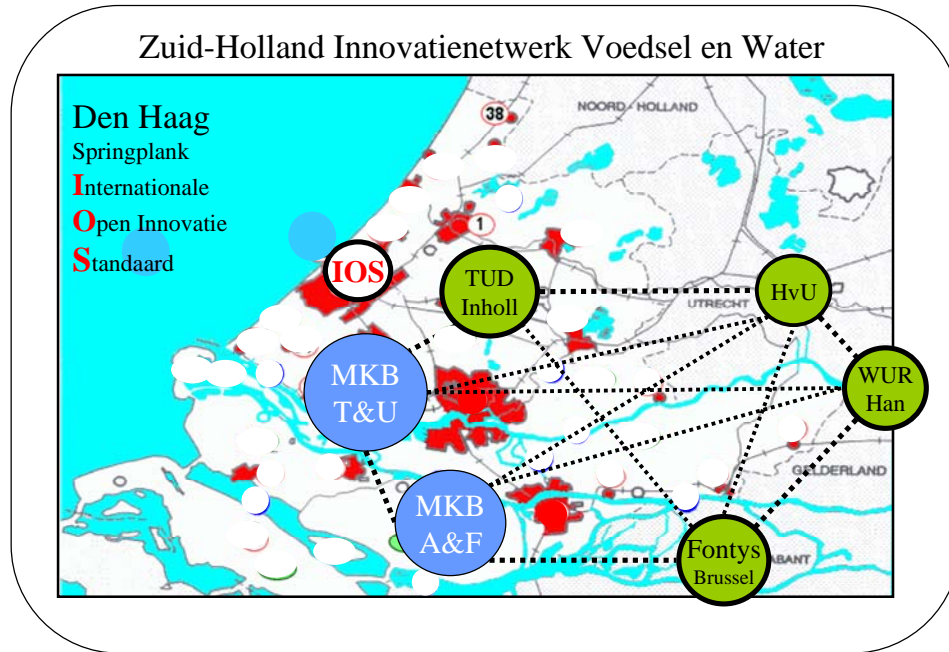 Zuid-Holland Innovatienetwerk Voedsel en Water
Den Haag
Springplank
Internationale
Open Innovatie
Standaard
NOORD - HOLLAND
38
1
IOS
TUD
Inholl
UTRECHT
HvU
MKB
T&U
WUR
Han
GELDERLAND
MKB
A&F
Fontys
Brussel
ABANT